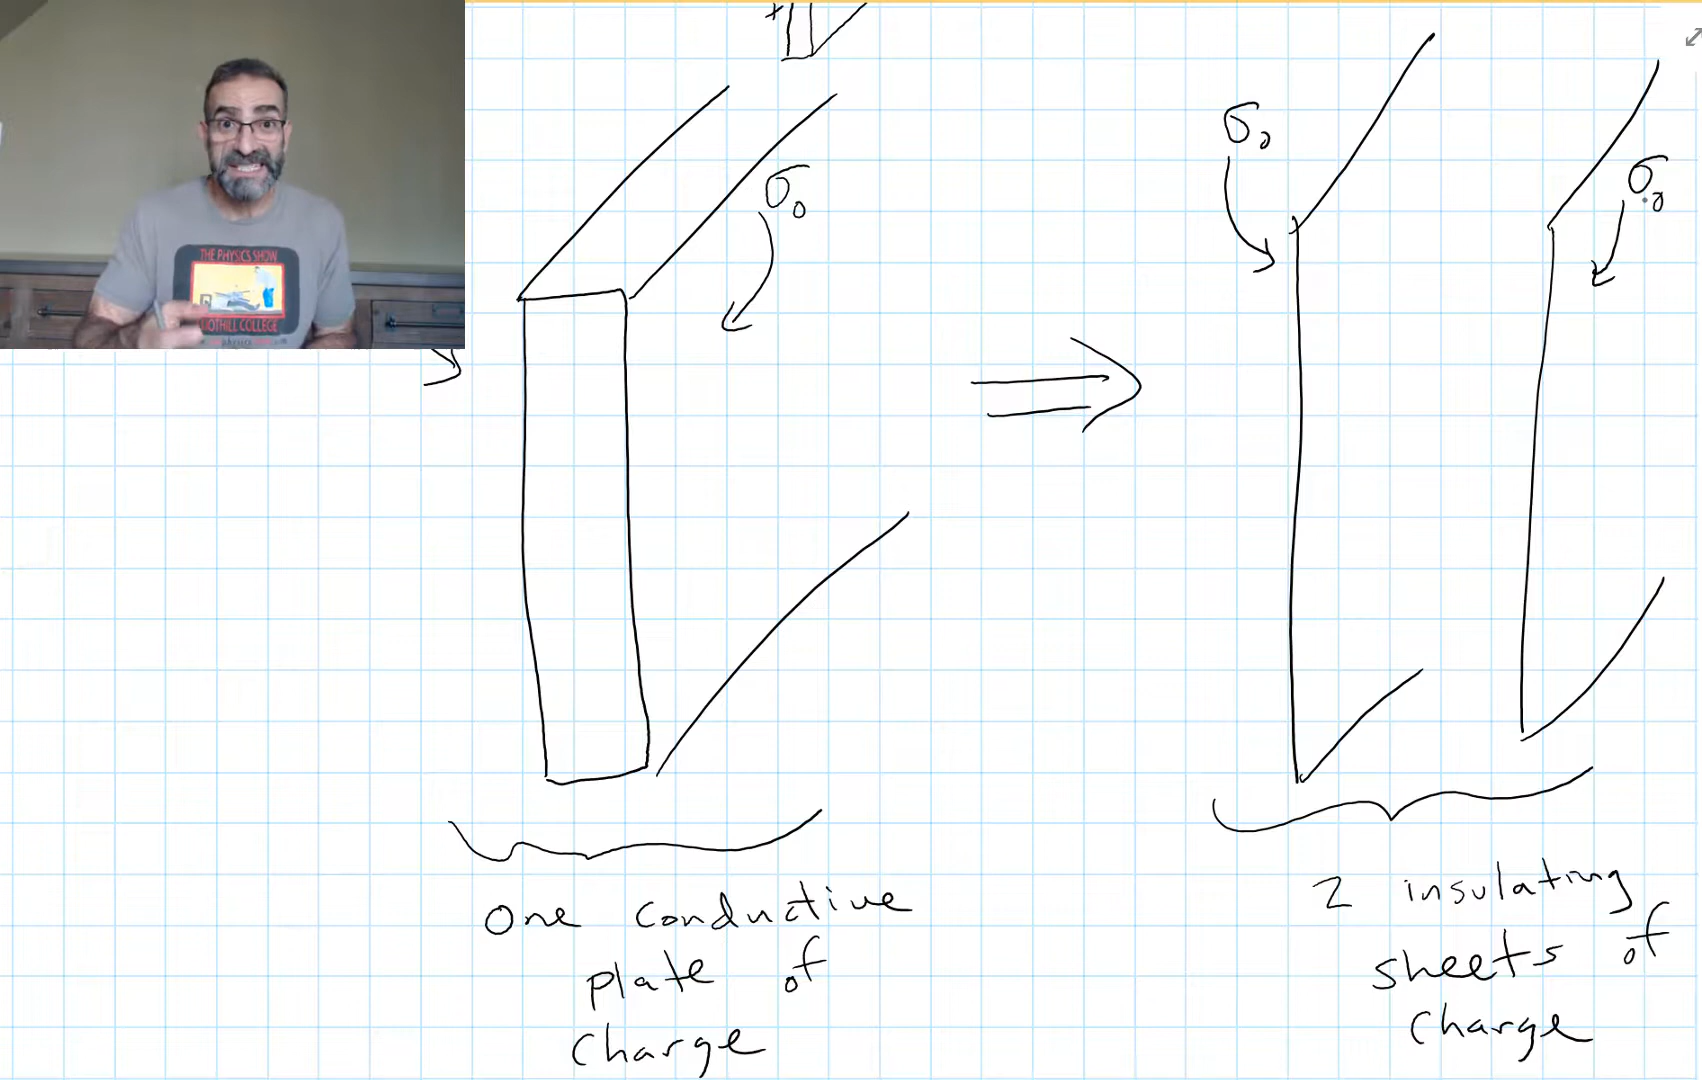 THE PHYSICS SHOW
FOOTHILL COLLEGE
+
σ₀
σ₀
σ₀
One conductive
plate of
charge
2 insulating
sheets of
charge